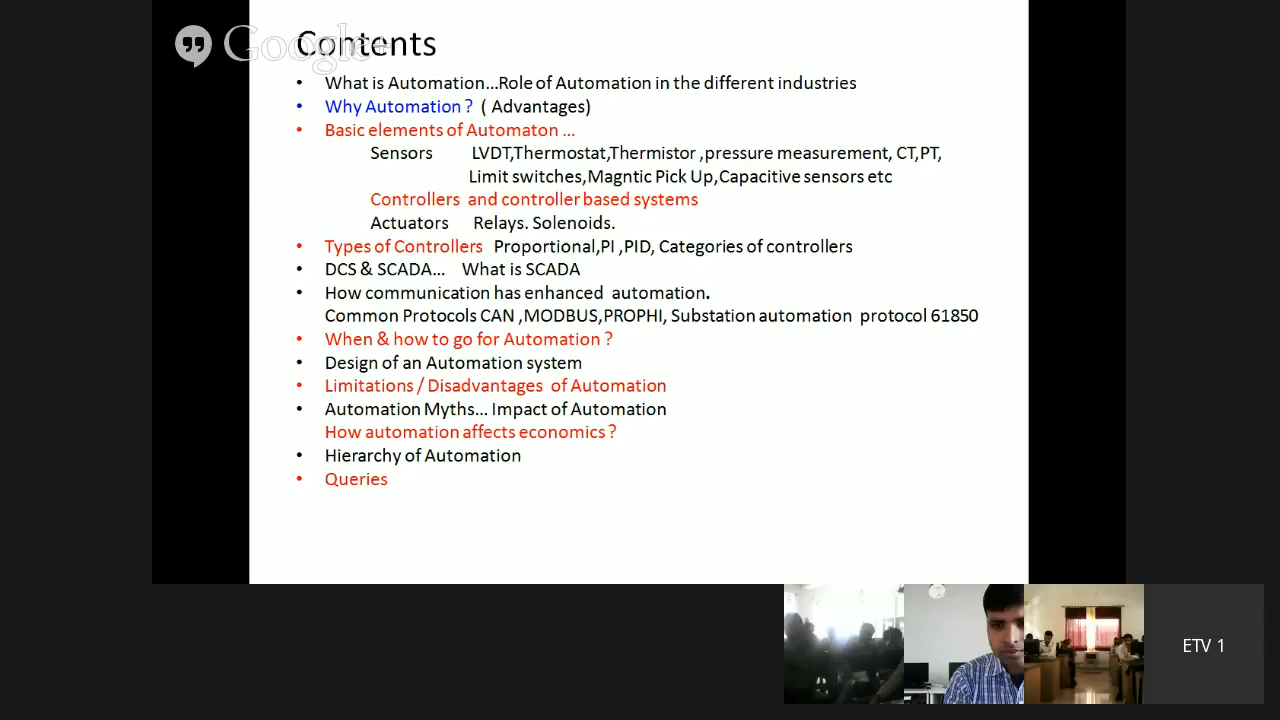 Google+
Contents
• What is Automation...Role of Automation in the different industries
• Why Automation ? ( Advantages)
• Basic elements of Automaton ...
Sensors LVDT,Thermostat,Thermistor ,pressure measurement, CT,PT,
Limit switches,Magntic Pick Up,Capacitive sensors etc
Controllers and controller based systems
Actuators Relays. Solenoids.
• Types of Controllers Proportional,PI ,PID, Categories of controllers
• DCS & SCADA... What is SCADA
• How communication has enhanced automation.
Common Protocols CAN ,MODBUS,PROPHI, Substation automation protocol 61850
• When & how to go for Automation ?
• Design of an Automation system
• Limitations / Disadvantages of Automation
• Automation Myths... Impact of Automation
How automation affects economics ?
• Hierarchy of Automation
• Queries
ETV 1